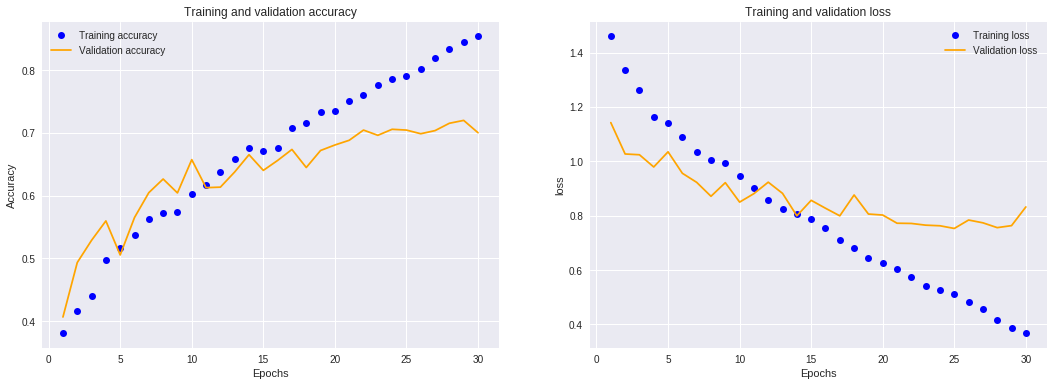 Training and validation accuracy
Training accuracy
Validation accuracy
0.8
0.7
0.6
0.5
0.4
Accuracy
0 5 10 15 20 25 30
Epochs
Training and validation loss
Training loss
Validation loss
1.4
1.2
1.0
0.8
0.6
0.4
loss
0 5 10 15 20 25 30
Epochs